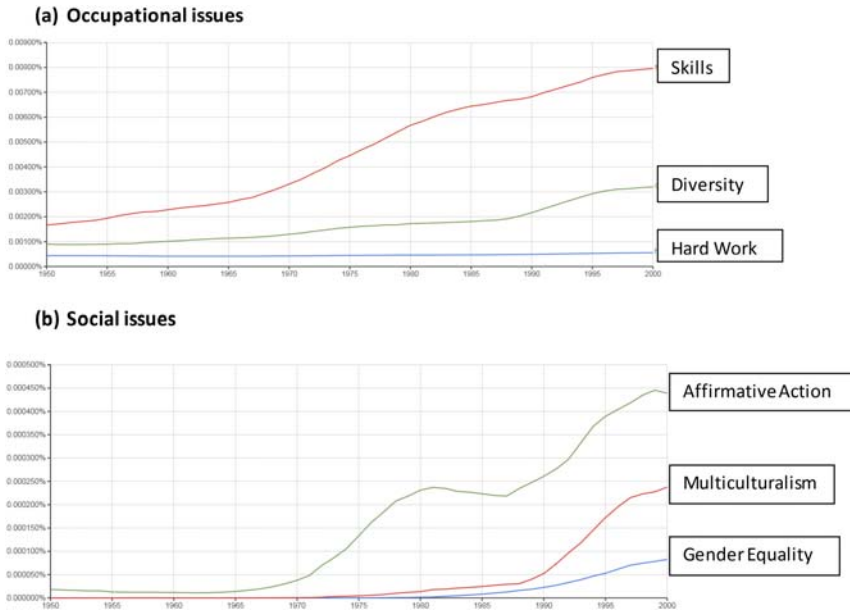 (a) Occupational issues
0.00900%
0.00800%
0.00700%
0.00600%
0.00500%
0.00400%
0.00300%
0.00200%
0.00100%
0.00000%
1950 1955 1960 1965 1970 1975 1980 1985 1990 1995 2000
Skills
Diversity
Hard Work
(b) Social issues
0.000500%
0.000450%
0.000400%
0.000350%
0.000300%
0.000250%
0.000200%
0.000150%
0.000100%
0.000050%
0.000000%
1950 1955 1960 1965 1970 1975 1980 1985 1990 1995 2000
Affirmative Action
Multiculturalism
Gender Equality